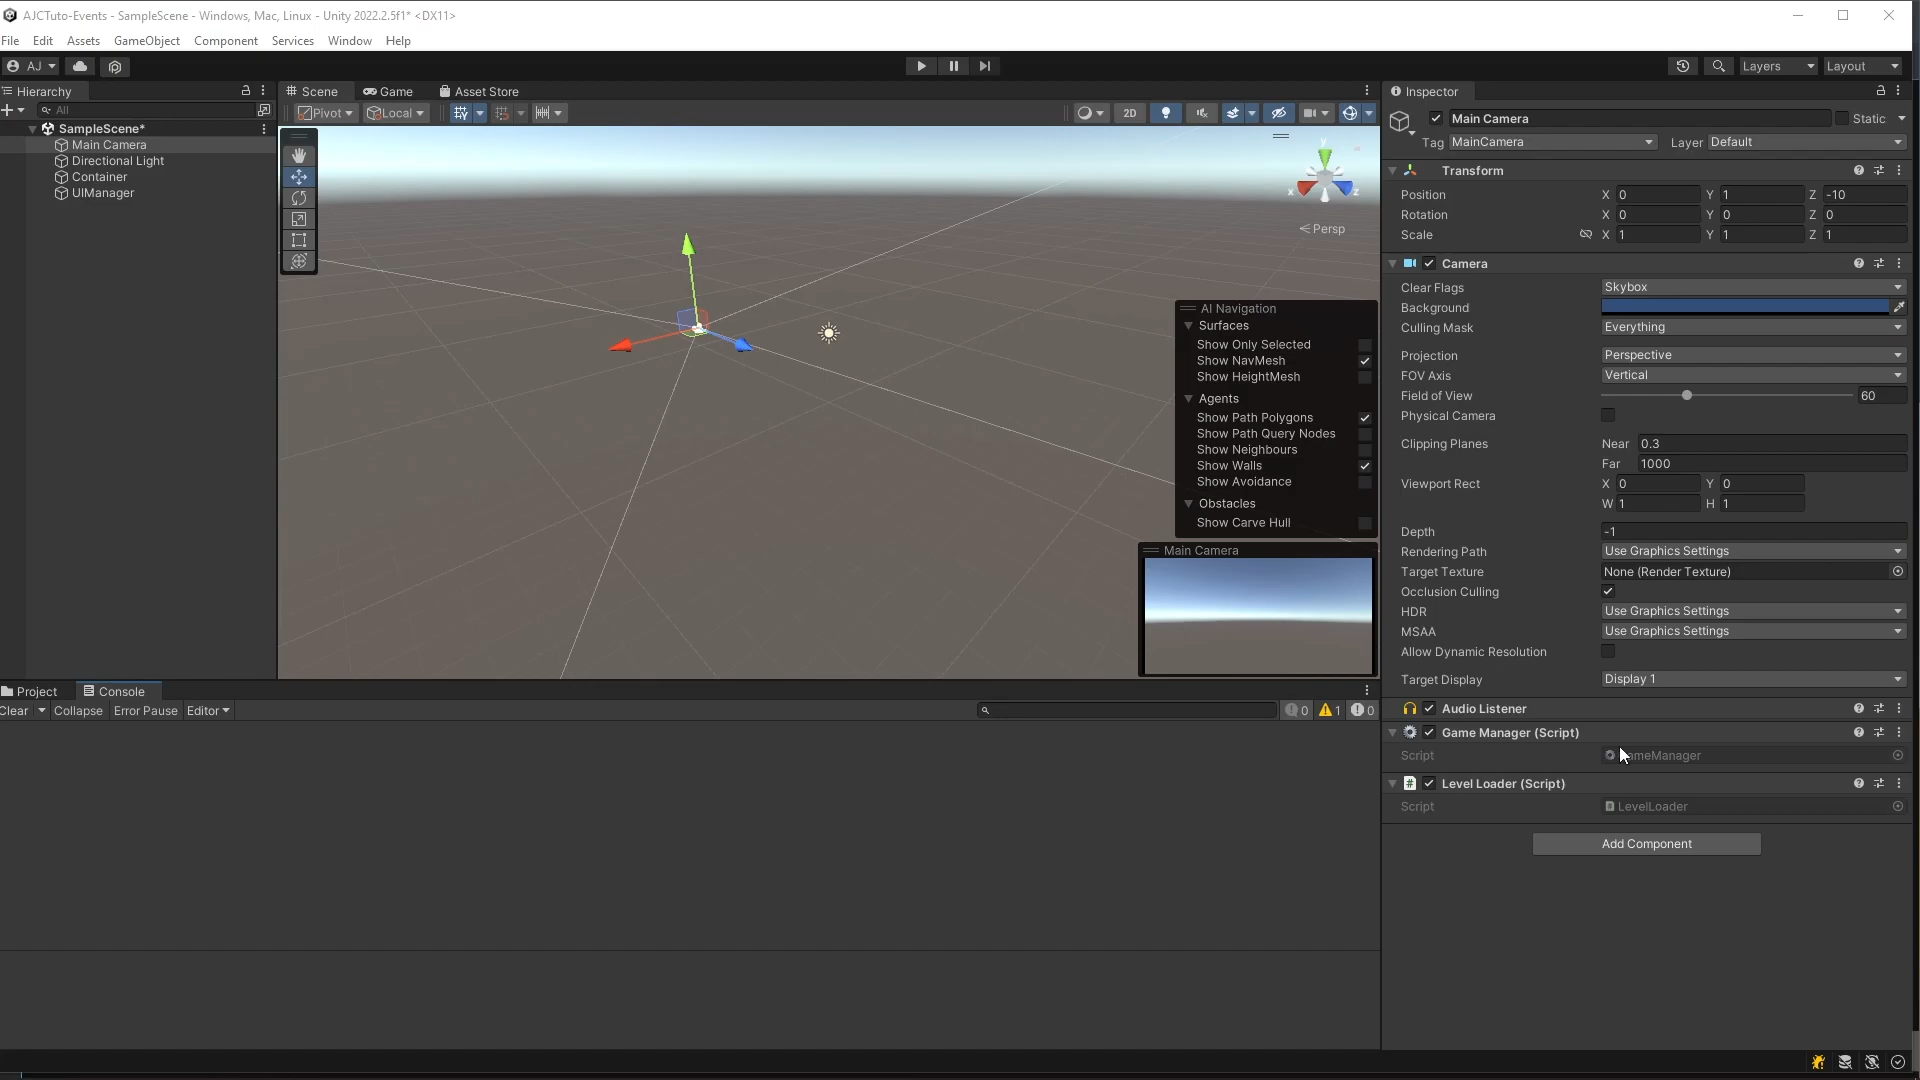 AJCTuto-Events - SampleScene - Windows, Mac, Linux - Unity 2022.2.5f1* <DX11>
File Edit Assets GameObject Component Services Window Help
AJ
Layers Layout
Hierarchy
All
SampleScene*
Main Camera
Directional Light
Container
UIManager
Scene Game Asset Store
Pivot Local 2D
y
x z
Persp
AI Navigation
Surfaces
Show Only Selected
Show NavMesh
Show HeightMesh
Agents
Show Path Polygons
Show Path Query Nodes
Show Neighbours
Show Walls
Show Avoidance
Obstacles
Show Carve Hull
Main Camera
Project Console
Clear Collapse Error Pause Editor 0 1 0
Inspector
Main Camera Static
Tag MainCamera Layer Default
Transform
Position X 0 Y 1 Z -10
Rotation X 0 Y 0 Z 0
Scale X 1 Y 1 Z 1
Camera
Clear Flags Skybox
Background
Culling Mask Everything
Projection Perspective
FOV Axis Vertical
Field of View 60
Physical Camera
Clipping Planes Near 0.3
Far 1000
Viewport Rect X 0 Y 0
W 1 H 1
Depth -1
Rendering Path Use Graphics Settings
Target Texture None (Render Texture)
Occlusion Culling
HDR Use Graphics Settings
MSAA Use Graphics Settings
Allow Dynamic Resolution
Target Display Display 1
Audio Listener
Game Manager (Script)
Script ameManager
Level Loader (Script)
Script LevelLoader
Add Component